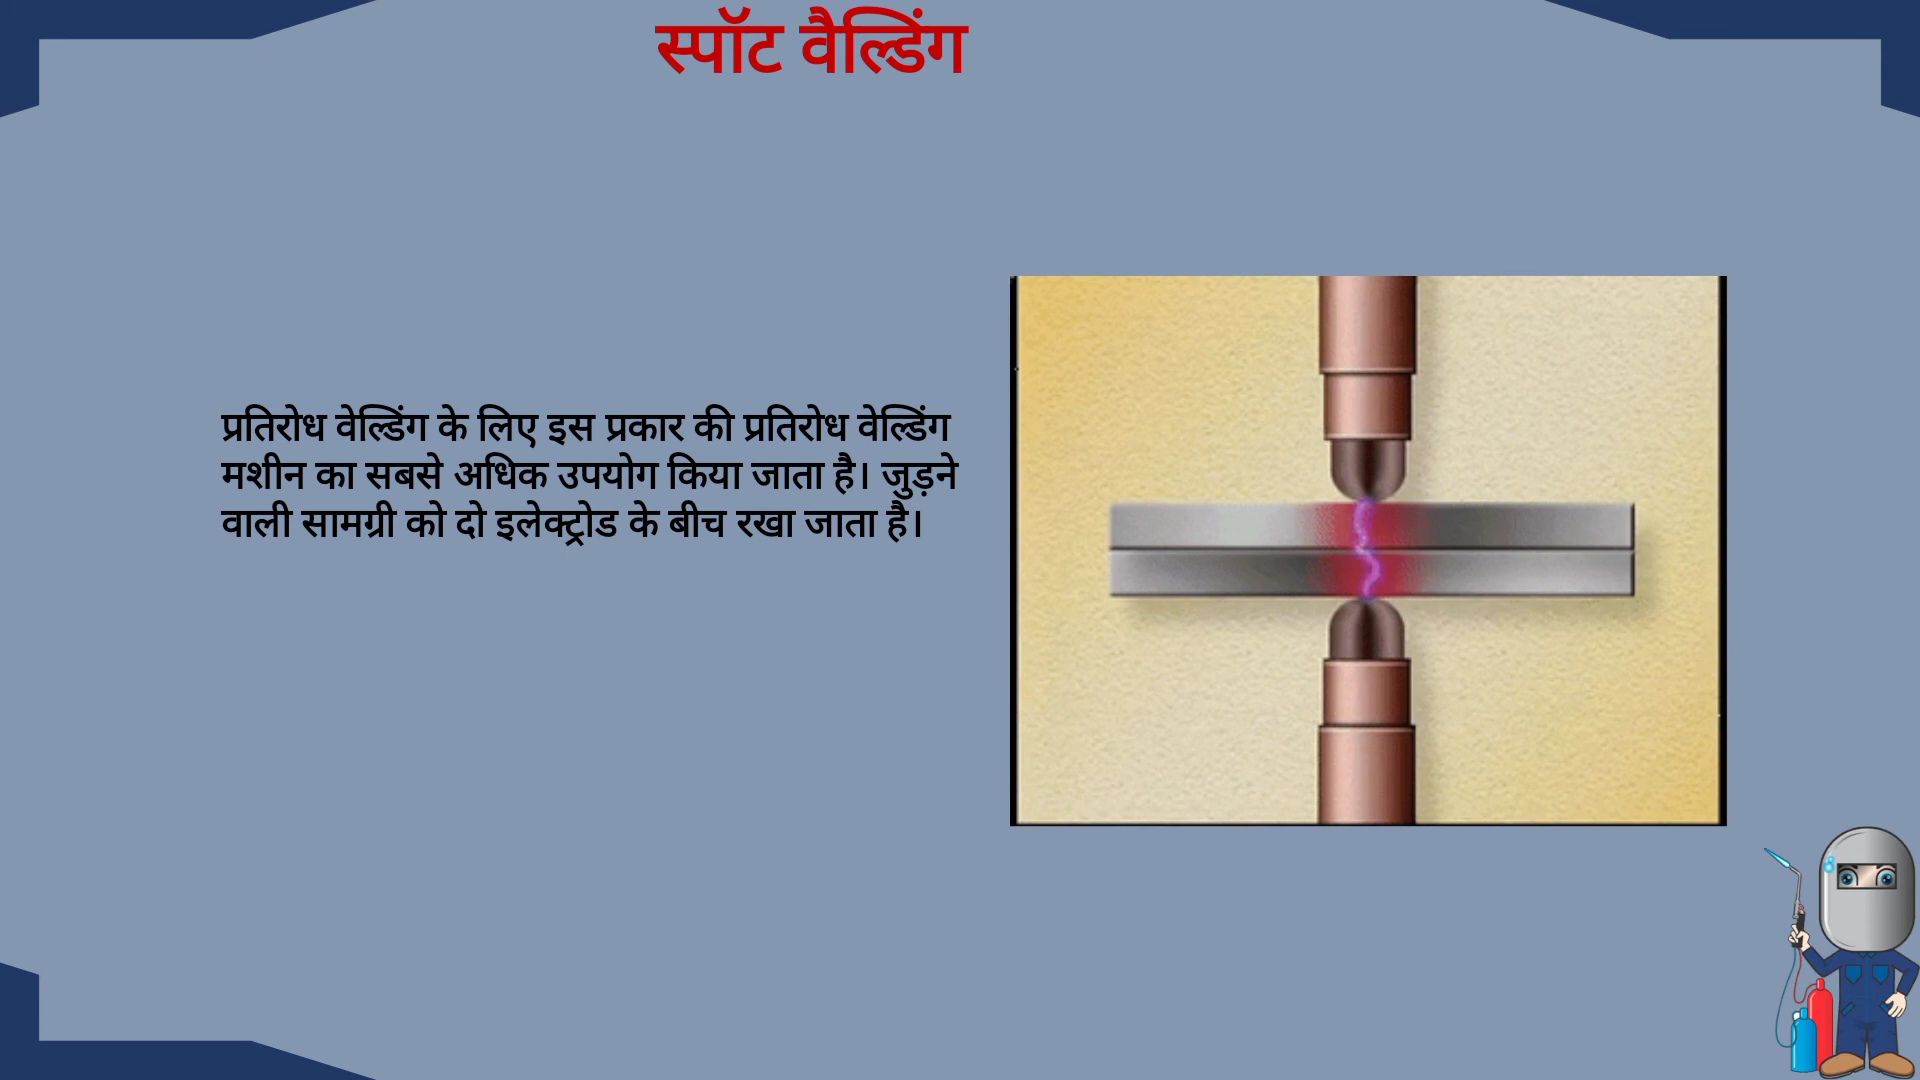 स्पॉट वैल्डिंग
प्रतिरोध वेल्डिंग के लिए इस प्रकार की प्रतिरोध वेल्डिंग
मशीन का सबसे अधिक उपयोग किया जाता है। जुड़ने
वाली सामग्री को दो इलेक्ट्रोड के बीच रखा जाता है।